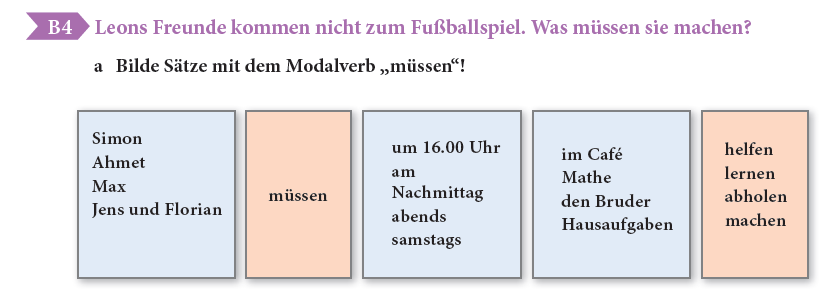 B4 Leons Freunde kommen nicht zum Fußballspiel. Was müssen sie machen?
a Bilde Sätze mit dem Modalverb „müssen“!
Simon
Ahmet
Max
Jens und Florian
müssen
um 16.00 Uhr
am
Nachmittag
abends
samstags
im Café
Mathe
den Bruder
Hausaufgaben
helfen
lernen
abholen
machen